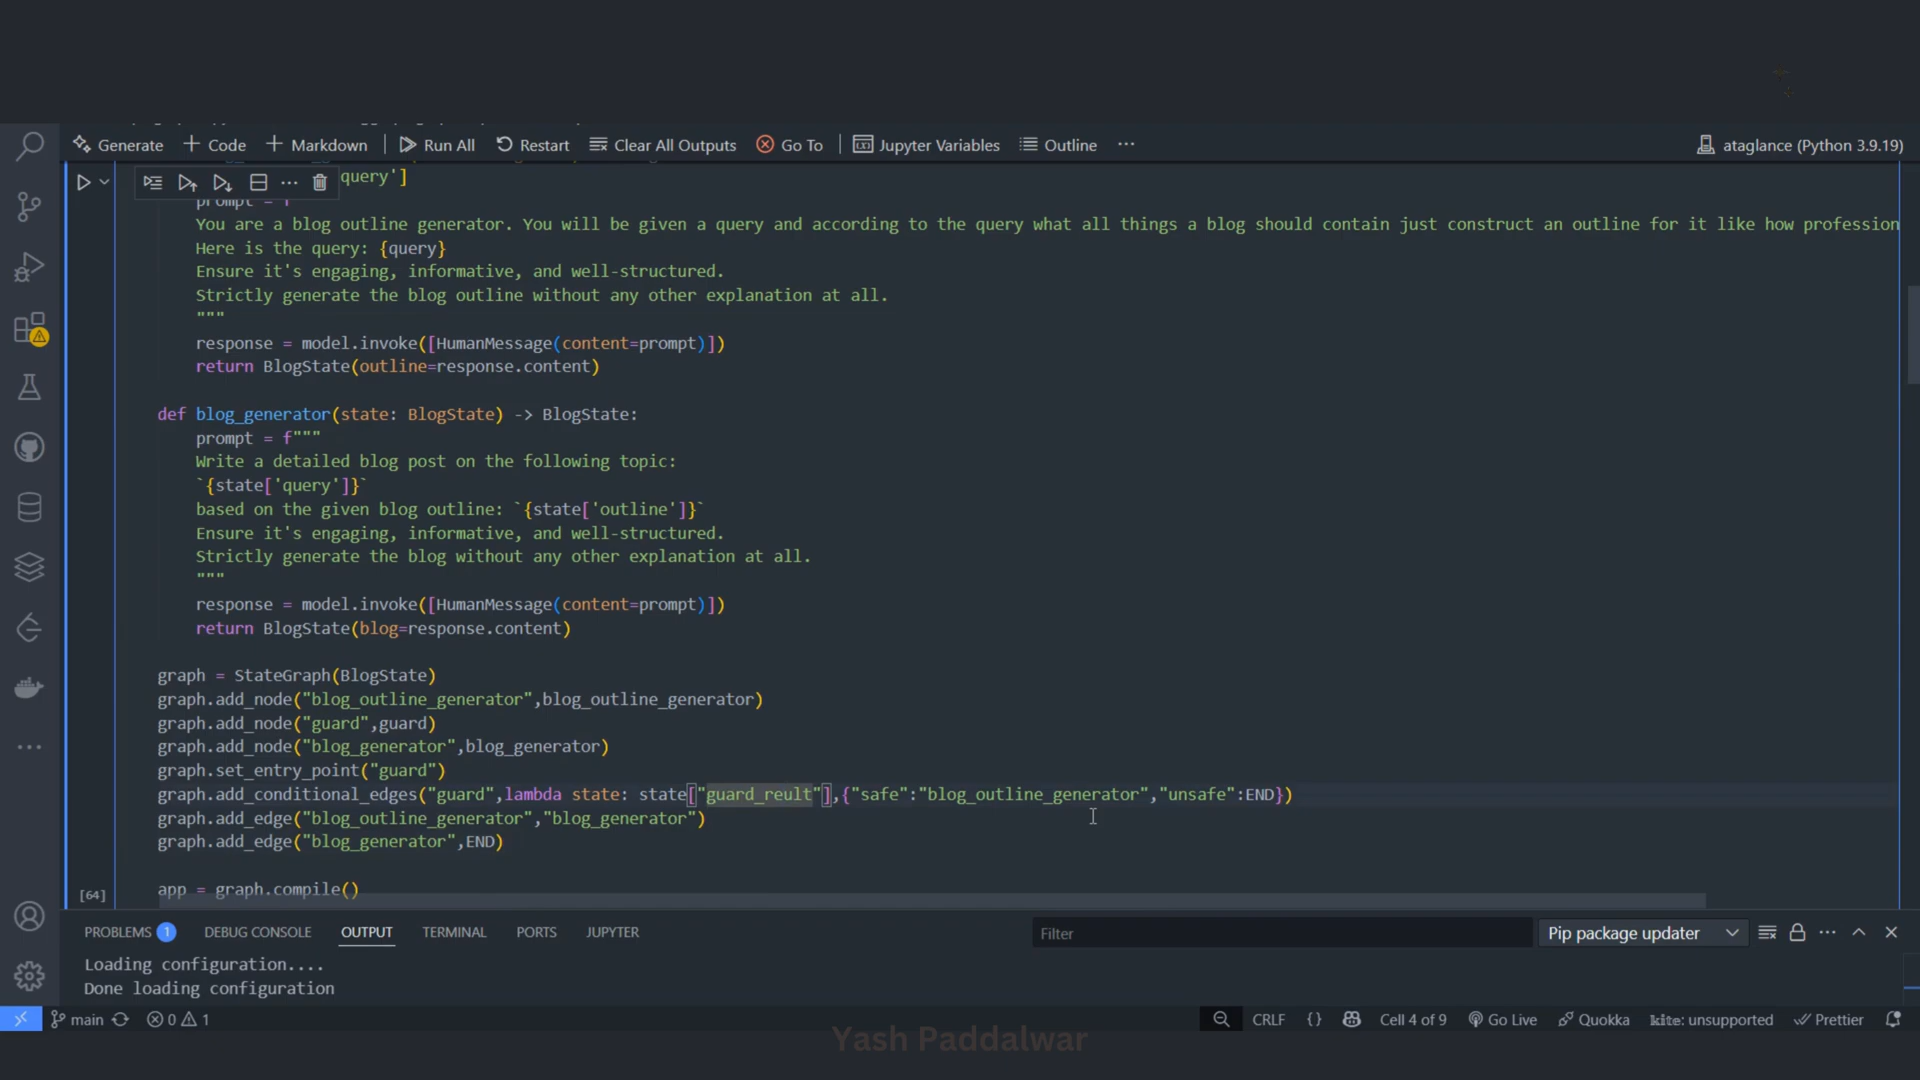 Generate + Code + Markdown Run All Restart Clear All Outputs Go To Jupyter Variables Outline ... ataglance (Python 3.9.19)
query']
prompt = f"""
You are a blog outline generator. You will be given a query and according to the query what all things a blog should contain just construct an outline for it like how profession
Here is the query: {query}
Ensure it's engaging, informative, and well-structured.
Strictly generate the blog outline without any other explanation at all.
"""
response = model.invoke([HumanMessage(content=prompt)])
return BlogState(outline=response.content)
def blog_generator(state: BlogState) -> BlogState:
prompt = f"""
Write a detailed blog post on the following topic:
`{state['query']}`
based on the given blog outline: `{state['outline']}`
Ensure it's engaging, informative, and well-structured.
Strictly generate the blog without any other explanation at all.
"""
response = model.invoke([HumanMessage(content=prompt)])
return BlogState(blog=response.content)
graph = StateGraph(BlogState)
graph.add_node("blog_outline_generator",blog_outline_generator)
graph.add_node("guard",guard)
graph.add_node("blog_generator",blog_generator)
graph.set_entry_point("guard")
graph.add_conditional_edges("guard",lambda state: state["guard_reult"],{"safe":"blog_outline_generator","unsafe":END})
graph.add_edge("blog_outline_generator","blog_generator")
graph.add_edge("blog_generator",END)
app = graph.compile()
[64]
PROBLEMS 1 DEBUG CONSOLE OUTPUT TERMINAL PORTS JUPYTER Filter Pip package updater
Loading configuration....
Done loading configuration
main 0 1 CRLF {} Cell 4 of 9 Go Live Quokka kite: unsupported Prettier
Yash Paddalwar